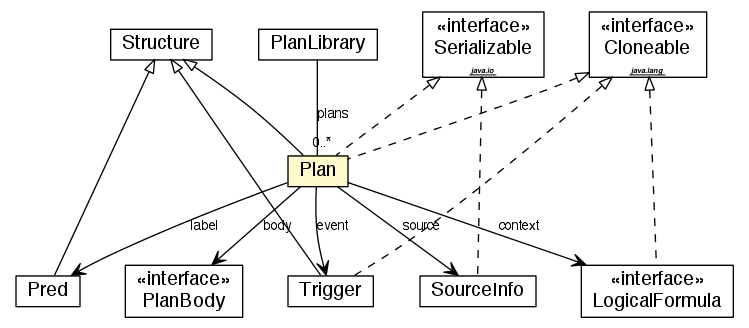 «interface»
Serializable
java.io
«interface»
Cloneable
java.lang
Structure
PlanLibrary
plans
0..*
Plan
label
body
event
source
context
Pred
«interface»
PlanBody
Trigger
SourceInfo
«interface»
LogicalFormula